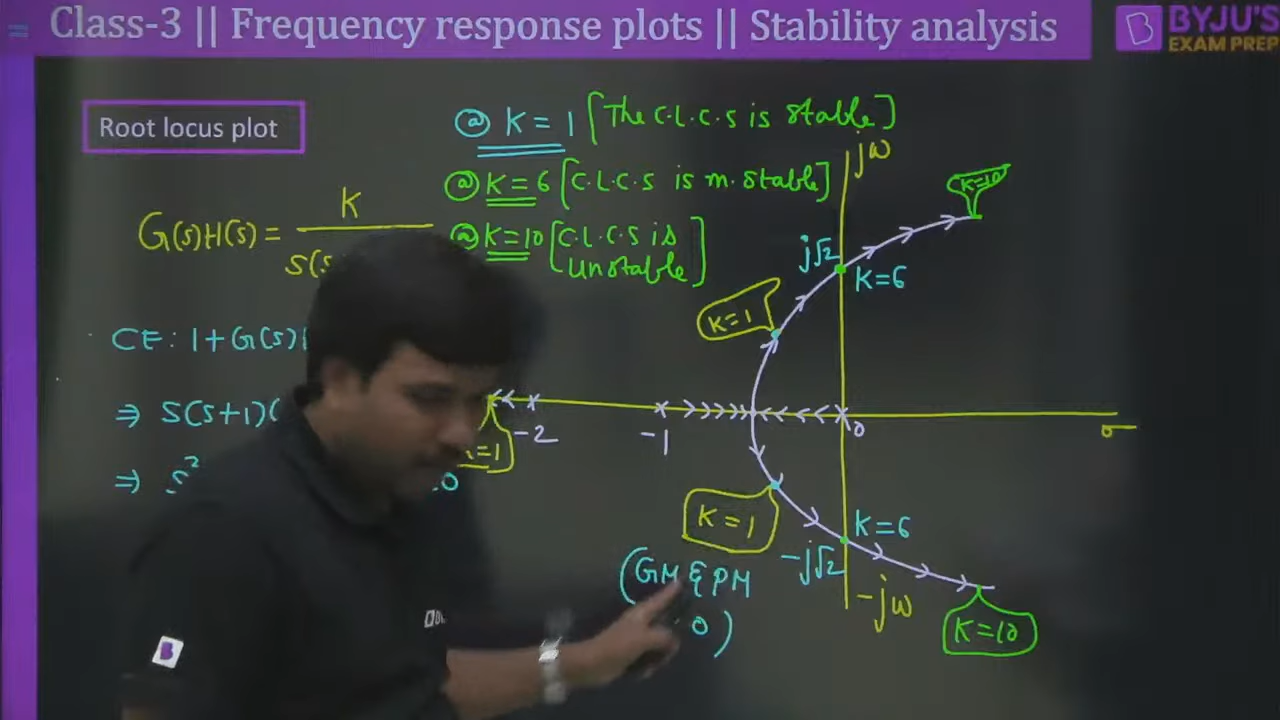 Class-3 || Frequency response plots || Stability analysis
BYJU'S
EXAM PREP
Root locus plot
@ K = 1 [The C.L.C.S is stable]
@ K = 6 [C.L.C.S is m. stable]
@ K = 10 [C.L.C.S is
unstable]
G(s)H(s) = K
s(s
CE: 1+G(s)
⇒ s(s+1)(
⇒ s²
0
jω
K=10
j√2
K=6
K=1
-2
-1
0
σ
K=1
K=6
-j√2
-jω
K=10
(GM & PM
0)